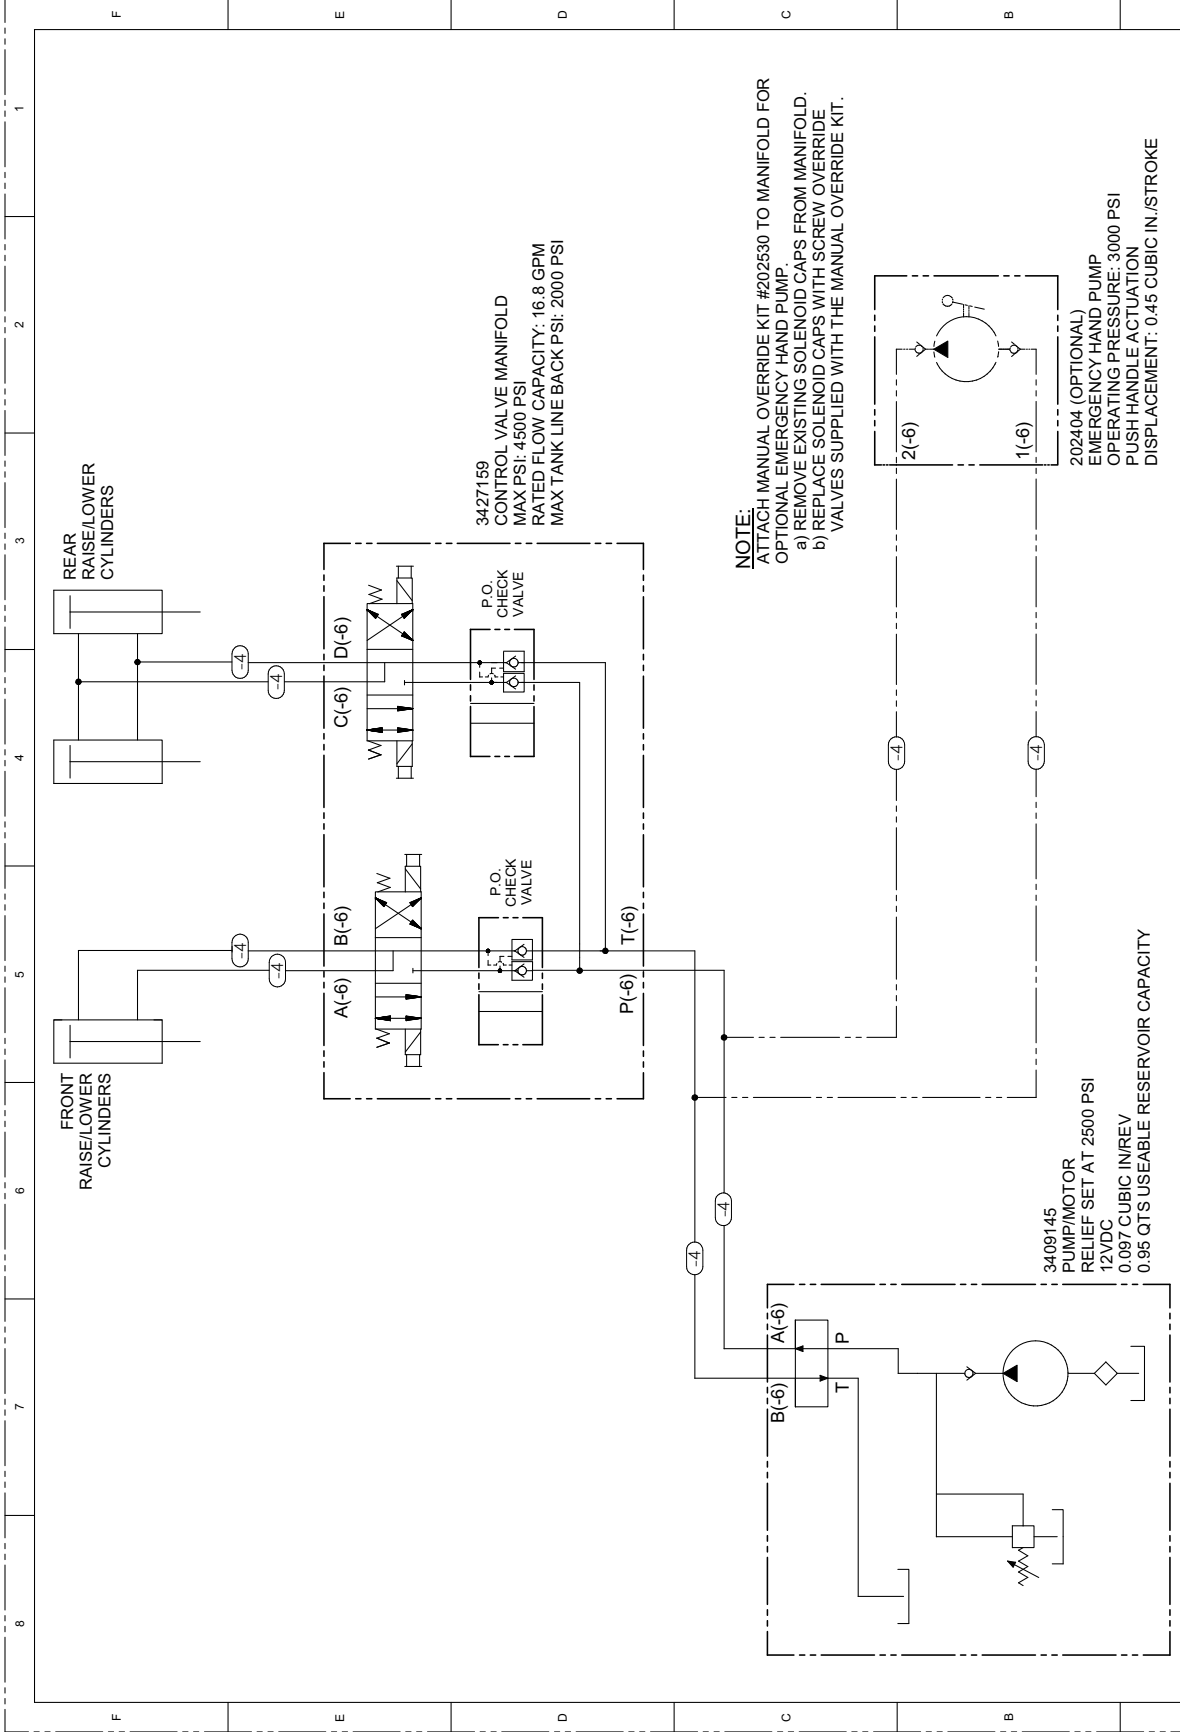 8
7
6
5
4
3
2
1
F
E
D
C
B
F
E
D
C
B
FRONT
RAISE/LOWER
CYLINDERS
REAR
RAISE/LOWER
CYLINDERS
-4
-4
-4
-4
A(-6)
B(-6)
C(-6)
D(-6)
P.O.
CHECK
VALVE
P.O.
CHECK
VALVE
P(-6)
T(-6)
3427159
CONTROL VALVE MANIFOLD
MAX PSI: 4500 PSI
RATED FLOW CAPACITY: 16.8 GPM
MAX TANK LINE BACK PSI: 2000 PSI
NOTE:
ATTACH MANUAL OVERRIDE KIT #202530 TO MANIFOLD FOR
OPTIONAL EMERGENCY HAND PUMP.
a) REMOVE EXISTING SOLENOID CAPS FROM MANIFOLD.
b) REPLACE SOLENOID CAPS WITH SCREW OVERRIDE
VALVES SUPPLIED WITH THE MANUAL OVERRIDE KIT.
-4
-4
-4
-4
B(-6)
A(-6)
T
P
3409145
PUMP/MOTOR
RELIEF SET AT 2500 PSI
12VDC
0.097 CUBIC IN/REV
0.95 QTS USEABLE RESERVOIR CAPACITY
2(-6)
1(-6)
202404 (OPTIONAL)
EMERGENCY HAND PUMP
OPERATING PRESSURE: 3000 PSI
PUSH HANDLE ACTUATION
DISPLACEMENT: 0.45 CUBIC IN./STROKE